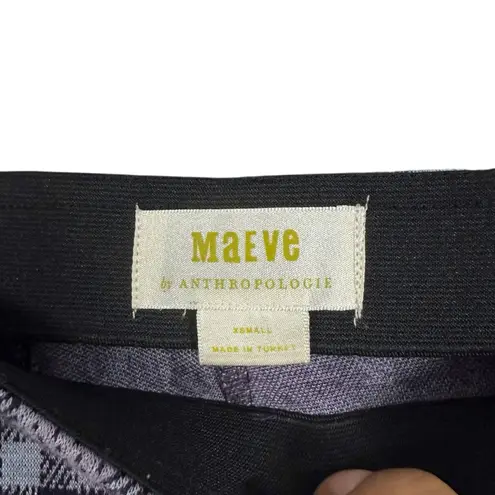 MaEVe
by ANTHROPOLOGIE
XSMALL
MADE IN TURKEY